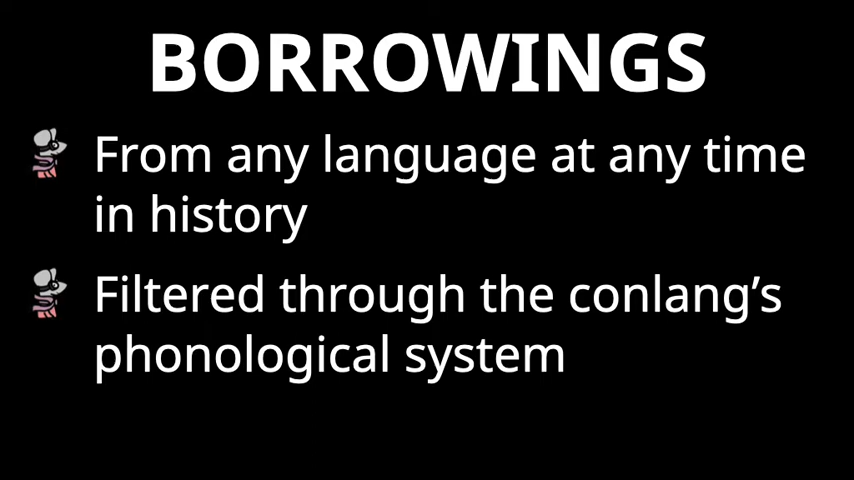 BORROWINGS
From any language at any time
in history
Filtered through the conlang’s
phonological system